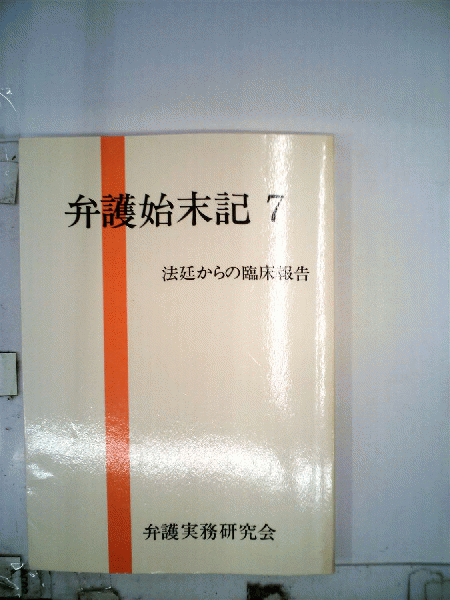 弁護始末記 7
法廷からの臨床報告
弁護実務研究会